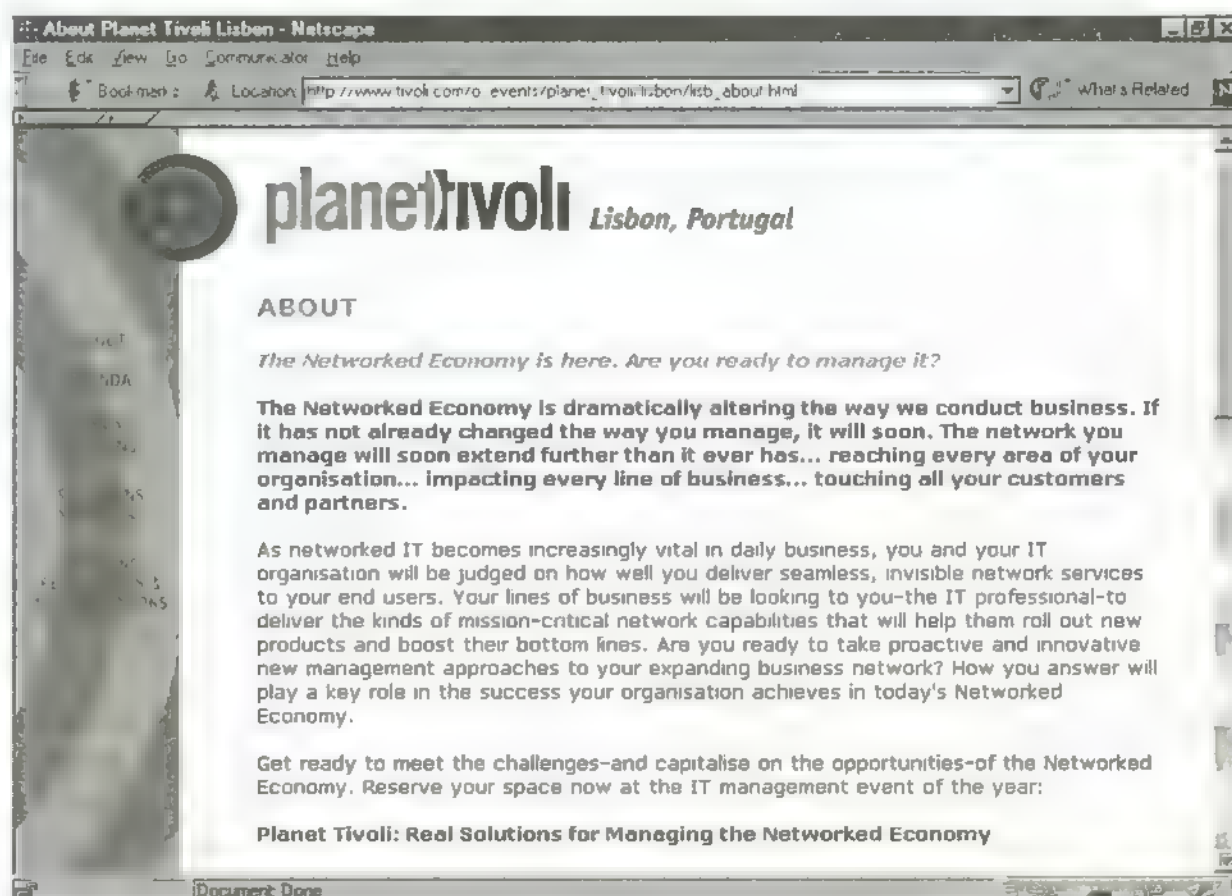 About Planet Tivoli Lisbon - Netscape
File Edit View Go Communicator Help
Bookmarks Location: http://www.tivoli.com/o_events/planet_tivoli/lisbon/lisb_about.html What's Related N
planettivoli Lisbon, Portugal
ABOUT
The Networked Economy is here. Are you ready to manage it?
The Networked Economy is dramatically altering the way we conduct business. If
it has not already changed the way you manage, it will soon. The network you
manage will soon extend further than it ever has... reaching every area of your
organisation... impacting every line of business... touching all your customers
and partners.
As networked IT becomes increasingly vital in daily business, you and your IT
organisation will be judged on how well you deliver seamless, invisible network services
to your end users. Your lines of business will be looking to you-the IT professional-to
deliver the kinds of mission-critical network capabilities that will help them roll out new
products and boost their bottom lines. Are you ready to take proactive and innovative
new management approaches to your expanding business network? How you answer will
play a key role in the success your organisation achieves in today's Networked
Economy.
Get ready to meet the challenges-and capitalise on the opportunities-of the Networked
Economy. Reserve your space now at the IT management event of the year:
Planet Tivoli: Real Solutions for Managing the Networked Economy
Document: Done